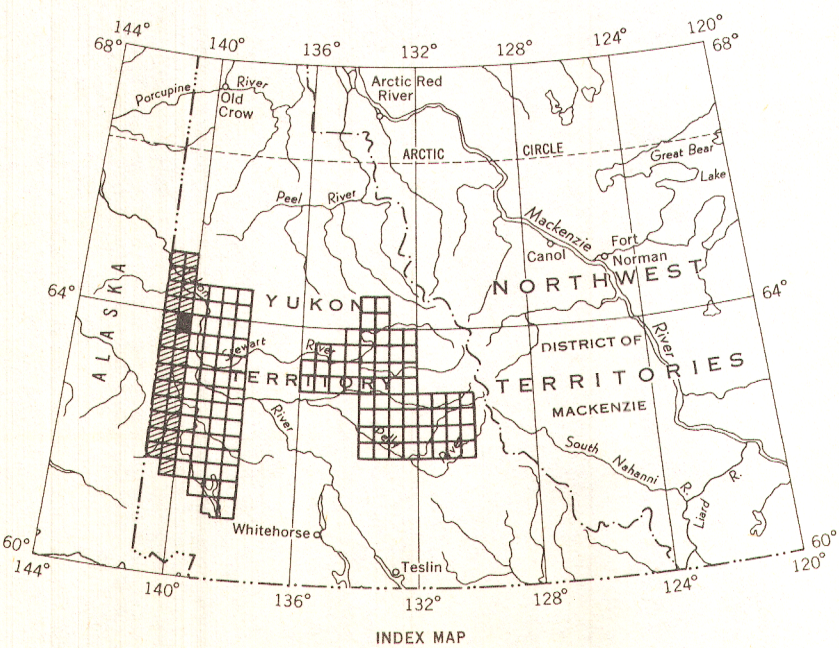 144° 140° 136° 132° 128° 124° 120°
68° 68°
Porcupine River
Old
Crow
Arctic Red
River
ARCTIC CIRCLE
Great Bear
Lake
Peel River
Mackenzie
Canol
Fort
Norman
NORTHWEST
64° 64°
ALASKA
YUKON
Stewart River
DISTRICT OF
River
TERRITORY
TERRITORIES
MACKENZIE
River
Pelly River
South Nahanni R.
Liard R.
Whitehorse
Teslin
60° 60°
144° 140° 136° 132° 128° 124° 120°
INDEX MAP